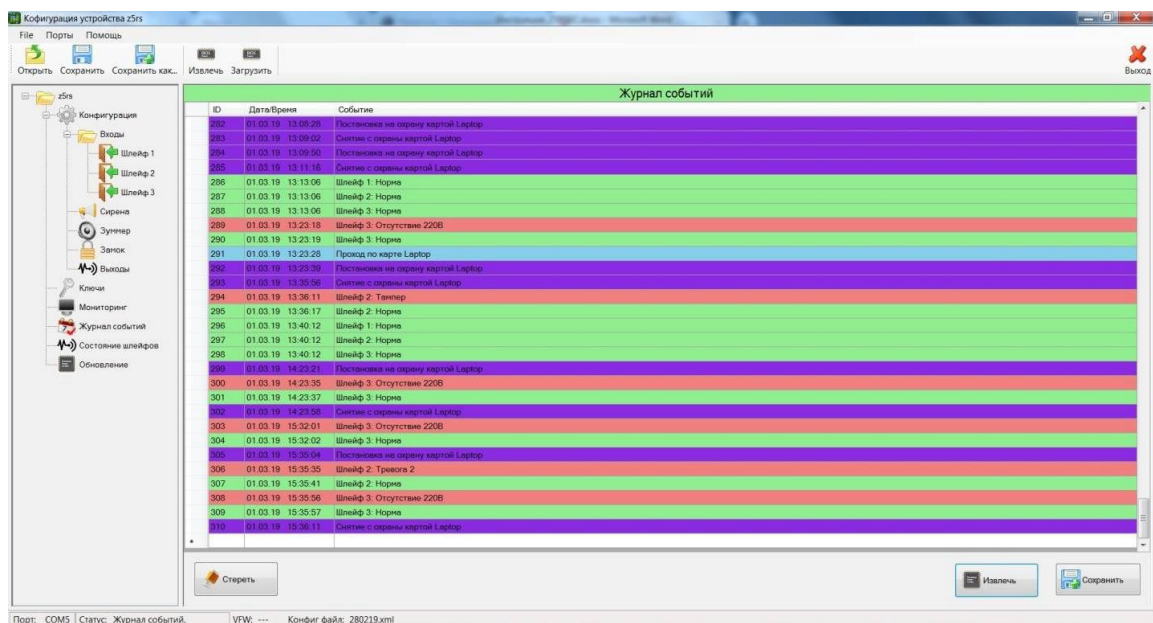 Кофигурация устройства z5rs
File Порты Помощь
Открыть Сохранить Сохранить как... Извлечь Загрузить Выход
z5rs
Конфигурация
Входы
Шлейф 1
Шлейф 2
Шлейф 3
Сирена
Зуммер
Замок
Выходы
Ключи
Мониторинг
Журнал событий
Состояние шлейфов
Обновление
Журнал событий
ID Дата/Время Событие
282 01.03.19 13:08:28 Постановка на охрану картой Laptop
283 01.03.19 13:09:02 Снятие с охраны картой Laptop
284 01.03.19 13:09:50 Постановка на охрану картой Laptop
285 01.03.19 13:11:16 Снятие с охраны картой Laptop
286 01.03.19 13:13:06 Шлейф 1: Норма
287 01.03.19 13:13:06 Шлейф 2: Норма
288 01.03.19 13:13:06 Шлейф 3: Норма
289 01.03.19 13:23:18 Шлейф 3: Отсутствие 220В
290 01.03.19 13:23:19 Шлейф 3: Норма
291 01.03.19 13:23:28 Проход по карте Laptop
292 01.03.19 13:23:39 Постановка на охрану картой Laptop
293 01.03.19 13:35:56 Снятие с охраны картой Laptop
294 01.03.19 13:36:11 Шлейф 2: Тампер
295 01.03.19 13:36:17 Шлейф 2: Норма
296 01.03.19 13:40:12 Шлейф 1: Норма
297 01.03.19 13:40:12 Шлейф 2: Норма
298 01.03.19 13:40:12 Шлейф 3: Норма
299 01.03.19 14:23:21 Постановка на охрану картой Laptop
300 01.03.19 14:23:35 Шлейф 3: Отсутствие 220В
301 01.03.19 14:23:37 Шлейф 3: Норма
302 01.03.19 14:23:58 Снятие с охраны картой Laptop
303 01.03.19 15:32:01 Шлейф 3: Отсутствие 220В
304 01.03.19 15:32:02 Шлейф 3: Норма
305 01.03.19 15:35:04 Постановка на охрану картой Laptop
306 01.03.19 15:35:35 Шлейф 2: Тревога 2
307 01.03.19 15:35:41 Шлейф 2: Норма
308 01.03.19 15:35:56 Шлейф 3: Отсутствие 220В
309 01.03.19 15:35:57 Шлейф 3: Норма
310 01.03.19 15:36:11 Снятие с охраны картой Laptop
Стереть Извлечь Сохранить
Порт: COM5 Статус: Журнал событий. VFW: --- Конфиг файл: 280219.xml